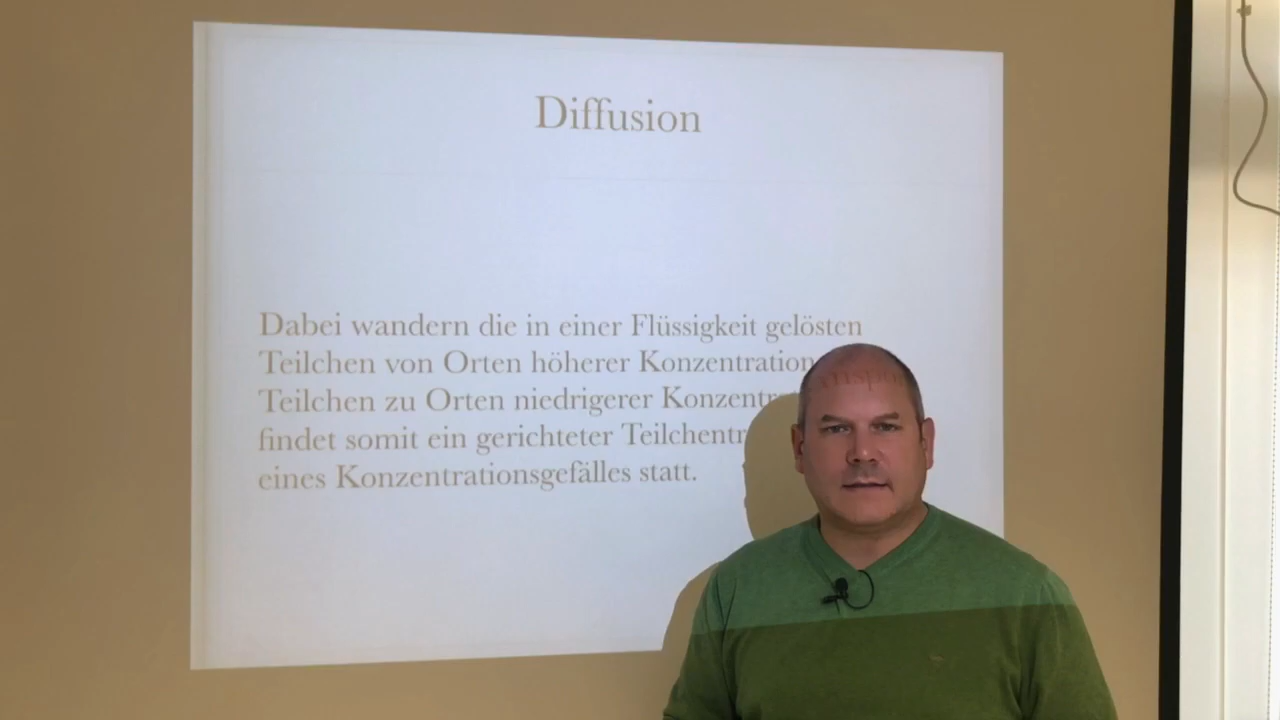 Diffusion
Dabei wandern die in einer Flüssigkeit gelösten
Teilchen von Orten höherer Konzentration
Teilchen zu Orten niedrigerer
findet somit ein gerichteter
eines Konzentrationsgefälles statt.